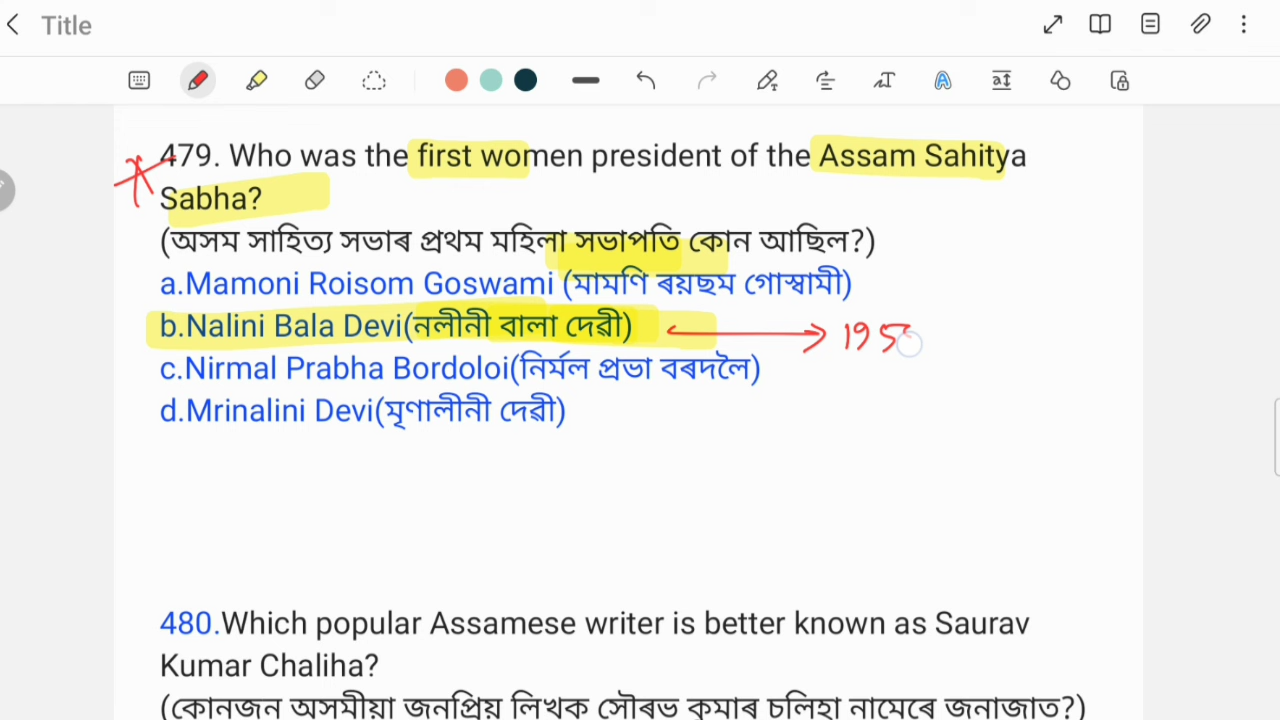 Title
479. Who was the first women president of the Assam Sahitya
Sabha?
(অসম সাহিত্য সভাৰ প্ৰথম মহিলা সভাপতি কোন আছিল?)
a.Mamoni Roisom Goswami (মামণি ৰয়ছম গোস্বামী)
b.Nalini Bala Devi(নলীনী বালা দেৱী) 195
c.Nirmal Prabha Bordoloi(নিৰ্মল প্ৰভা বৰদলৈ)
d.Mrinalini Devi(মৃণালীনী দেৱী)
480.Which popular Assamese writer is better known as Saurav
Kumar Chaliha?
(কোনজন অসমীয়া জনপ্ৰিয় লিখক সৌৰভ কুমাৰ চলিহা নামেৰে জনাজাত?)